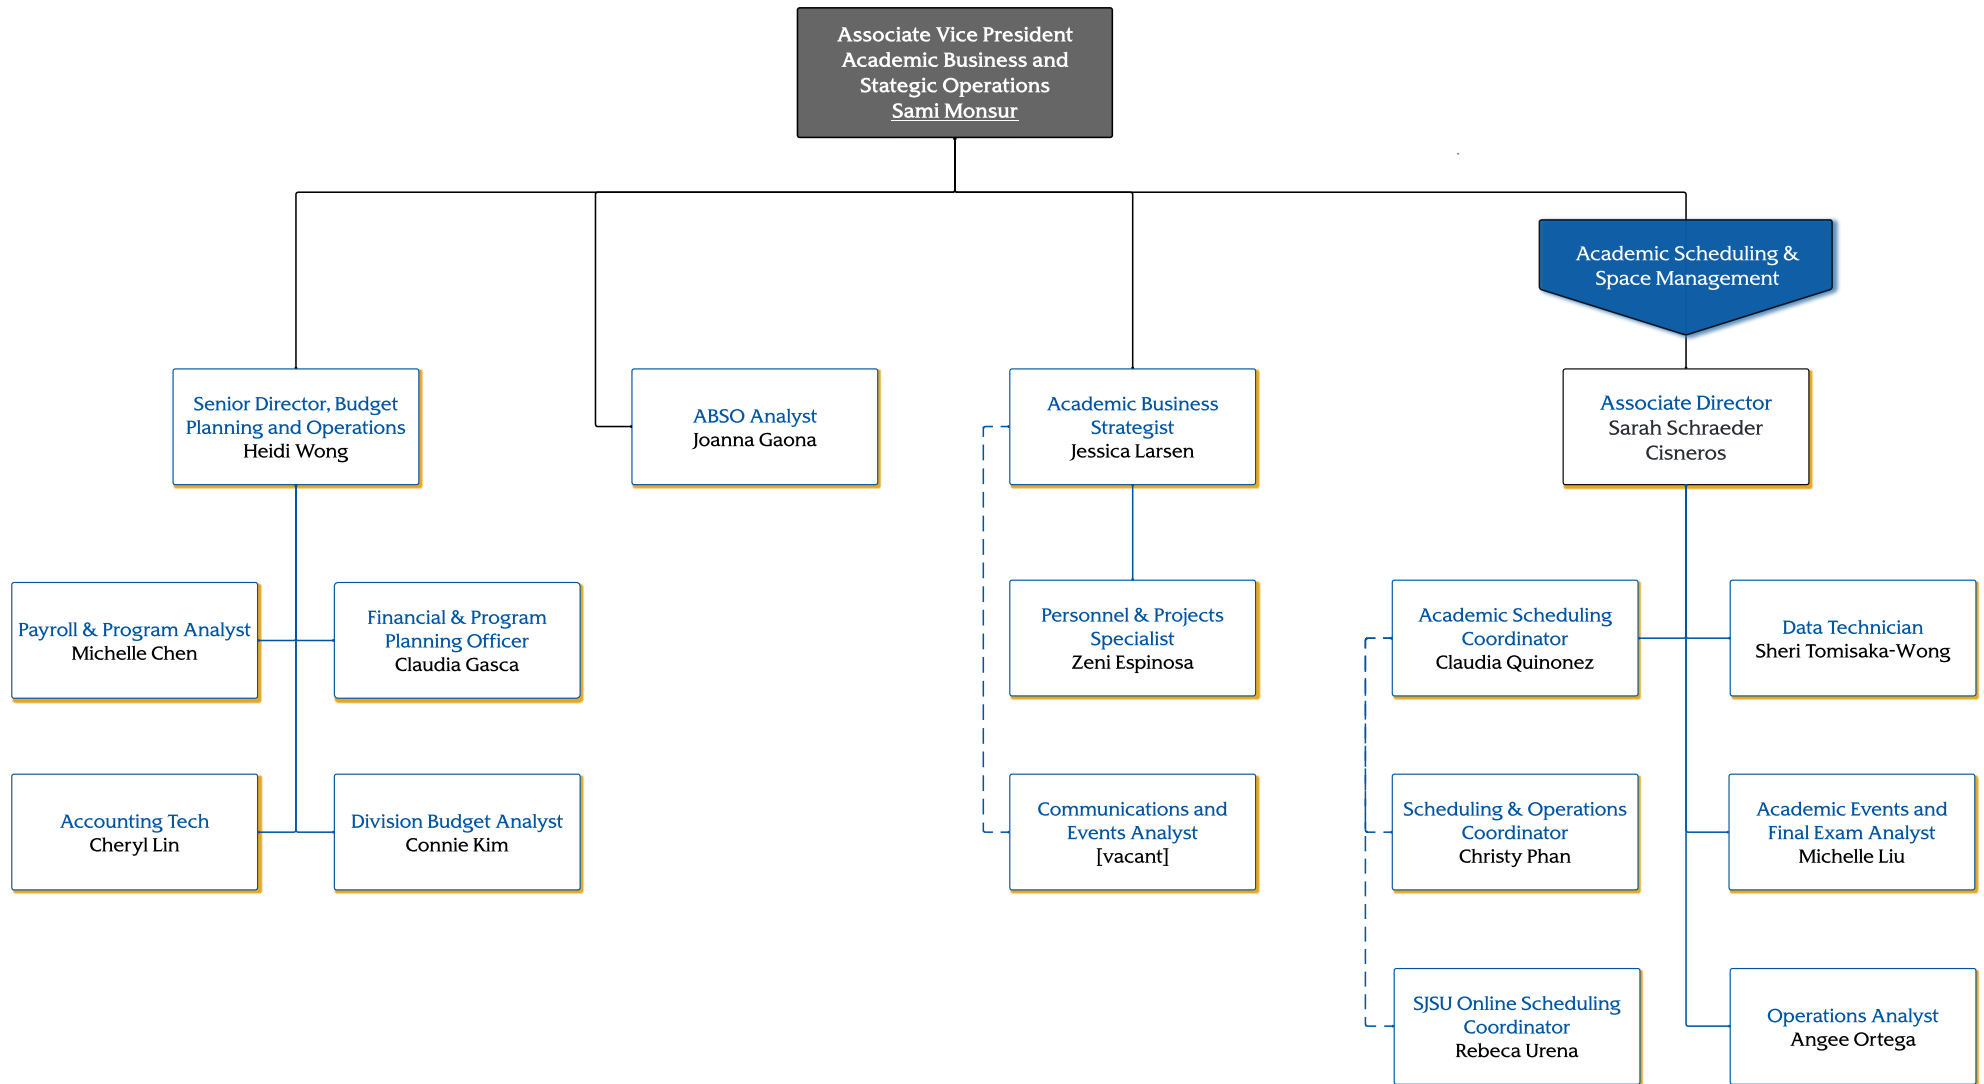 Associate Vice President
Academic Business and
Stategic Operations
Sami Monsur
Academic Scheduling &
Space Management
Senior Director, Budget
Planning and Operations
Heidi Wong
ABSO Analyst
Joanna Gaona
Academic Business
Strategist
Jessica Larsen
Associate Director
Sarah Schraeder
Cisneros
Payroll & Program Analyst
Michelle Chen
Financial & Program
Planning Officer
Claudia Gasca
Personnel & Projects
Specialist
Zeni Espinosa
Academic Scheduling
Coordinator
Claudia Quinonez
Data Technician
Sheri Tomisaka-Wong
Accounting Tech
Cheryl Lin
Division Budget Analyst
Connie Kim
Communications and
Events Analyst
[vacant]
Scheduling & Operations
Coordinator
Christy Phan
Academic Events and
Final Exam Analyst
Michelle Liu
SJSU Online Scheduling
Coordinator
Rebeca Urena
Operations Analyst
Angee Ortega